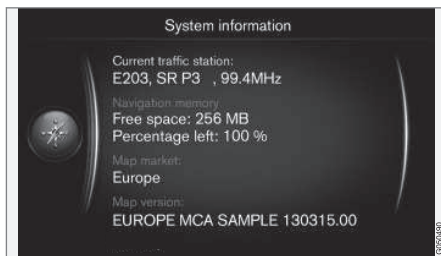 System information
Current traffic station:
E203, SR P3 , 99.4MHz
Navigation memory
Free space: 256 MB
Percentage left: 100 %
Map market:
Europe
Map version:
EUROPE MCA SAMPLE 130315.00
G050490